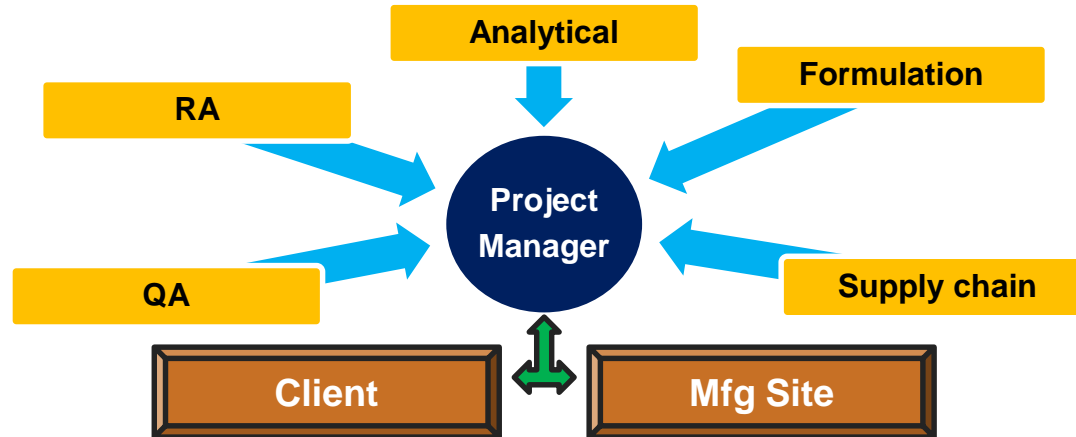 Analytical
Formulation
RA
Project
Manager
QA
Supply chain
Client
Mfg Site